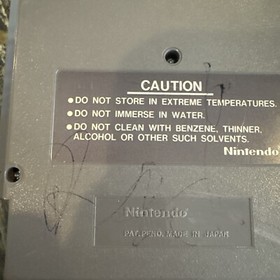 CAUTION
● DO NOT STORE IN EXTREME TEMPERATURES.
● DO NOT IMMERSE IN WATER.
● DO NOT CLEAN WITH BENZENE, THINNER,
ALCOHOL OR OTHER SUCH SOLVENTS.
Nintendo
Nintendo
PAT. PEND. MADE IN JAPAN